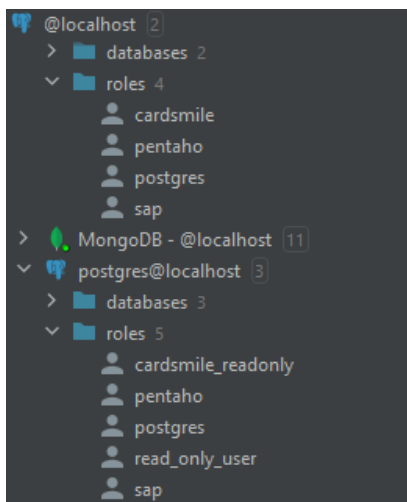 @localhost 2
databases 2
roles 4
cardsmile
pentaho
postgres
sap
MongoDB - @localhost 11
postgres@localhost 3
databases 3
roles 5
cardsmile_readonly
pentaho
postgres
read_only_user
sap